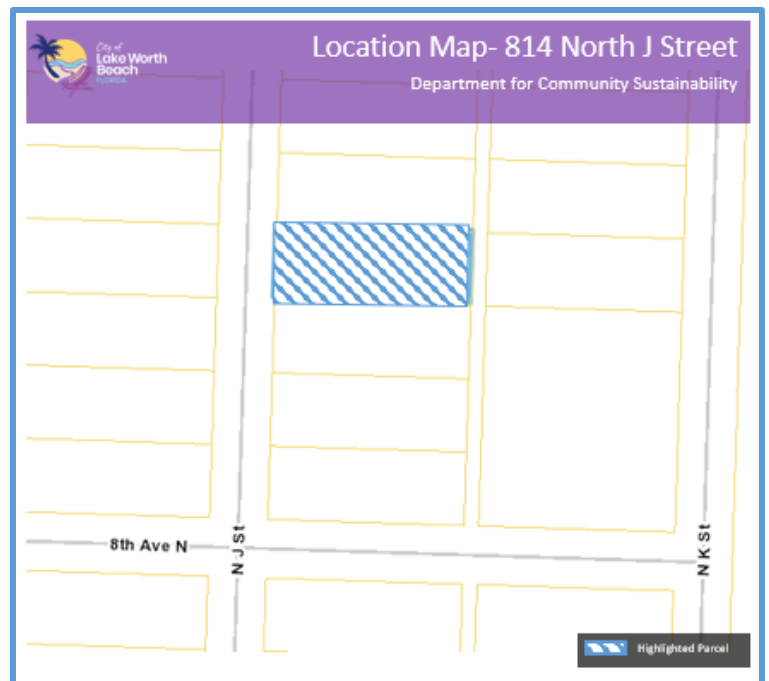 City of
Lake Worth
Beach
FLORIDA
Location Map- 814 North J Street
Department for Community Sustainability
8th Ave N
N J St
N K St
Highlighted Parcel